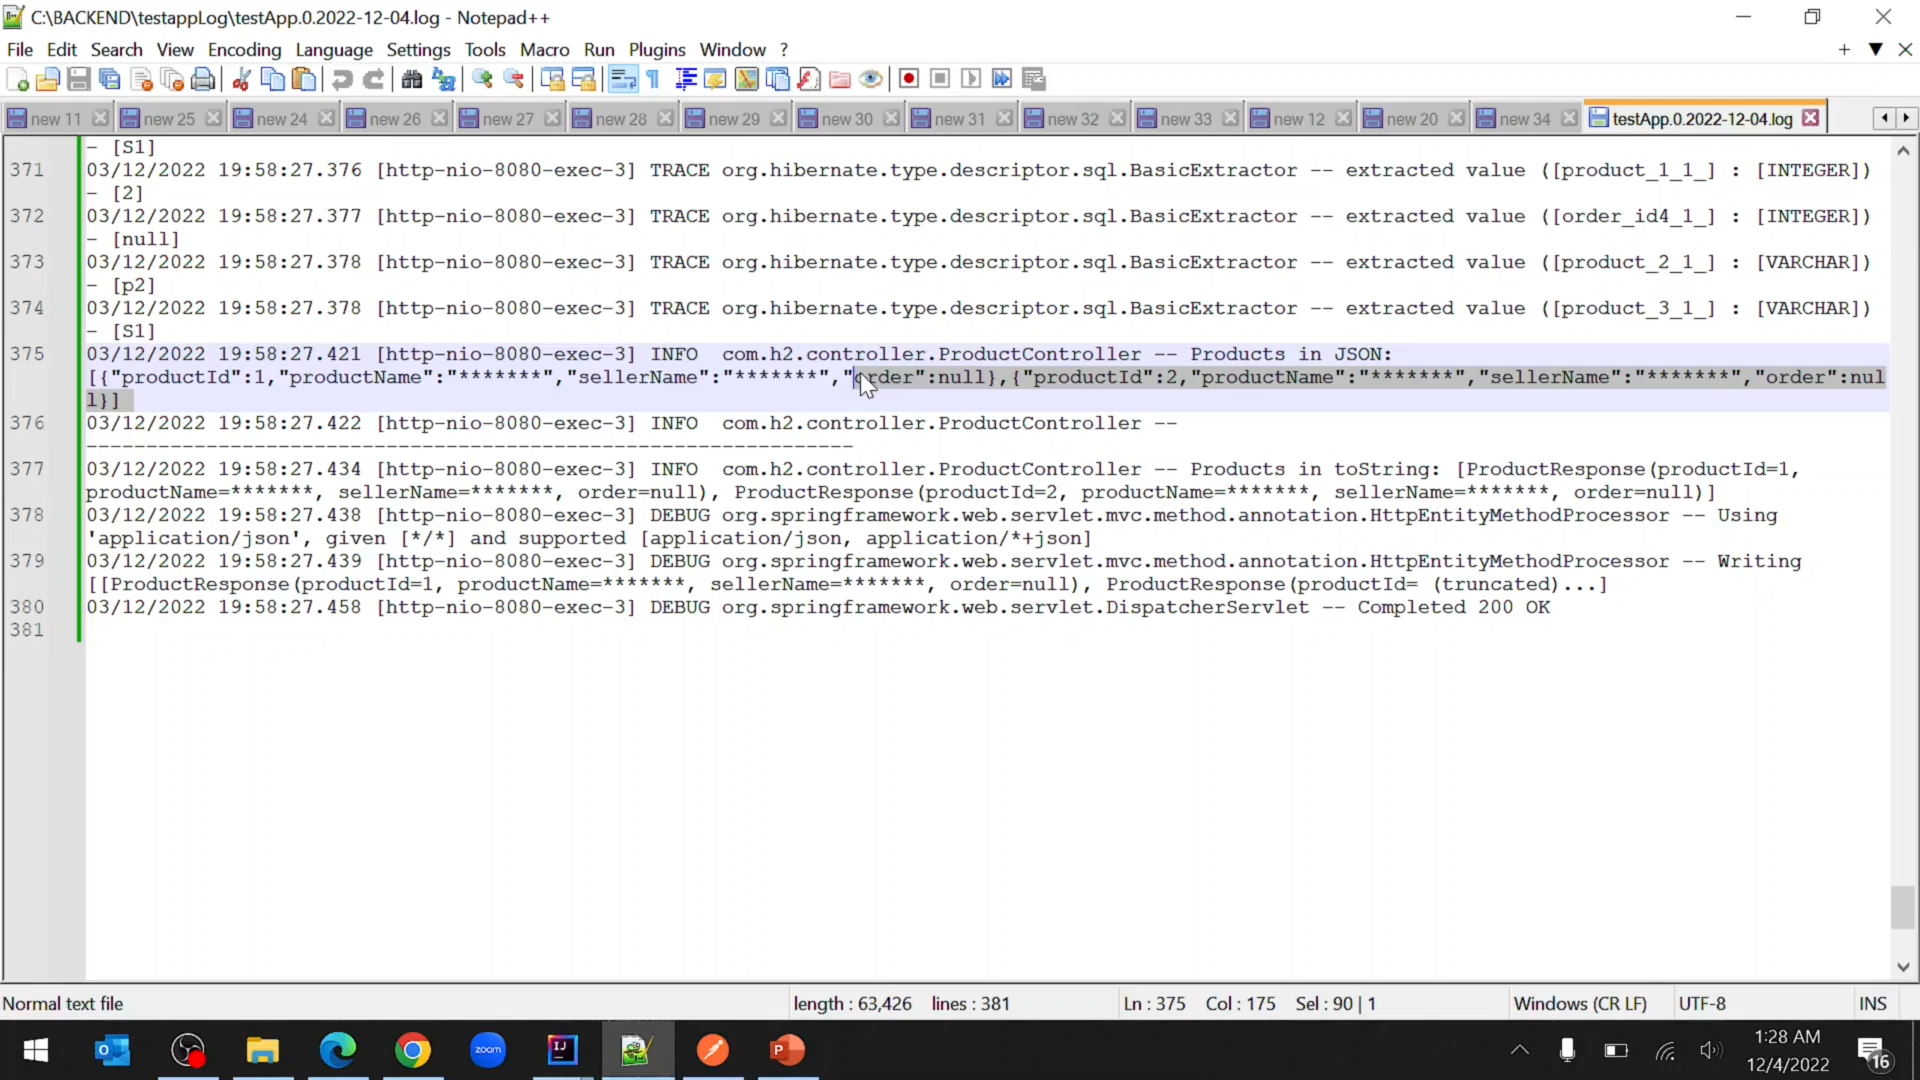 C:\BACKEND\testappLog\testApp.0.2022-12-04.log - Notepad++
File Edit Search View Encoding Language Settings Tools Macro Run Plugins Window ?
new 11 new 25 new 24 new 26 new 27 new 28 new 29 new 30 new 31 new 32 new 33 new 12 new 20 new 34 testApp.0.2022-12-04.log
- [S1]
371 03/12/2022 19:58:27.376 [http-nio-8080-exec-3] TRACE org.hibernate.type.descriptor.sql.BasicExtractor -- extracted value ([product_1_1_] : [INTEGER])
- [2]
372 03/12/2022 19:58:27.377 [http-nio-8080-exec-3] TRACE org.hibernate.type.descriptor.sql.BasicExtractor -- extracted value ([order_id4_1_] : [INTEGER])
- [null]
373 03/12/2022 19:58:27.378 [http-nio-8080-exec-3] TRACE org.hibernate.type.descriptor.sql.BasicExtractor -- extracted value ([product_2_1_] : [VARCHAR])
- [p2]
374 03/12/2022 19:58:27.378 [http-nio-8080-exec-3] TRACE org.hibernate.type.descriptor.sql.BasicExtractor -- extracted value ([product_3_1_] : [VARCHAR])
- [S1]
375 03/12/2022 19:58:27.421 [http-nio-8080-exec-3] INFO  com.h2.controller.ProductController -- Products in JSON:
[{"productId":1,"productName":"*******","sellerName":"*******","order":null},{"productId":2,"productName":"*******","sellerName":"*******","order":nul
l}]
376 03/12/2022 19:58:27.422 [http-nio-8080-exec-3] INFO  com.h2.controller.ProductController --
----------------------------------------------------------------
377 03/12/2022 19:58:27.434 [http-nio-8080-exec-3] INFO  com.h2.controller.ProductController -- Products in toString: [ProductResponse(productId=1,
productName=*******, sellerName=*******, order=null), ProductResponse(productId=2, productName=*******, sellerName=*******, order=null)]
378 03/12/2022 19:58:27.438 [http-nio-8080-exec-3] DEBUG org.springframework.web.servlet.mvc.method.annotation.HttpEntityMethodProcessor -- Using
'application/json', given [*/*] and supported [application/json, application/*+json]
379 03/12/2022 19:58:27.439 [http-nio-8080-exec-3] DEBUG org.springframework.web.servlet.mvc.method.annotation.HttpEntityMethodProcessor -- Writing
[[ProductResponse(productId=1, productName=*******, sellerName=*******, order=null), ProductResponse(productId= (truncated)...]
380 03/12/2022 19:58:27.458 [http-nio-8080-exec-3] DEBUG org.springframework.web.servlet.DispatcherServlet -- Completed 200 OK
381
Normal text file length : 63,426 lines : 381 Ln : 375 Col : 175 Sel : 90 | 1 Windows (CR LF) UTF-8 INS
zoom IJ P 1:28 AM
12/4/2022 16